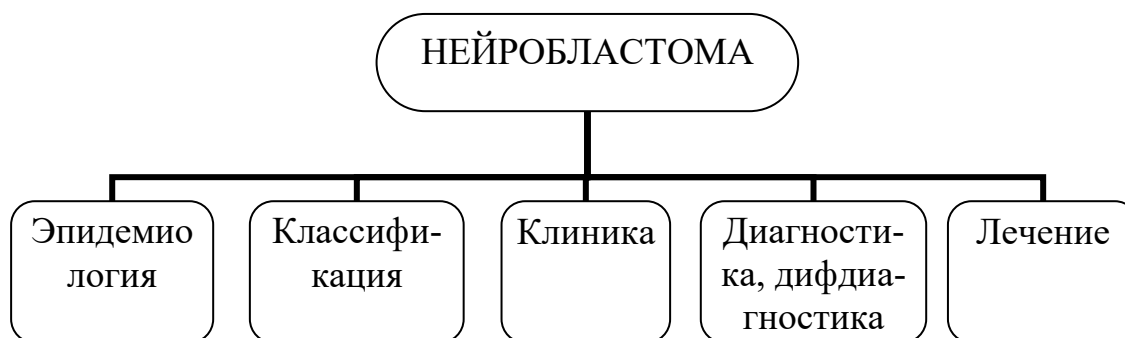 НЕЙРОБЛАСТОМА
Эпидемио
логия
Классифи-
кация
Клиника
Диагности-
ка, дифдиа-
гностика
Лечение